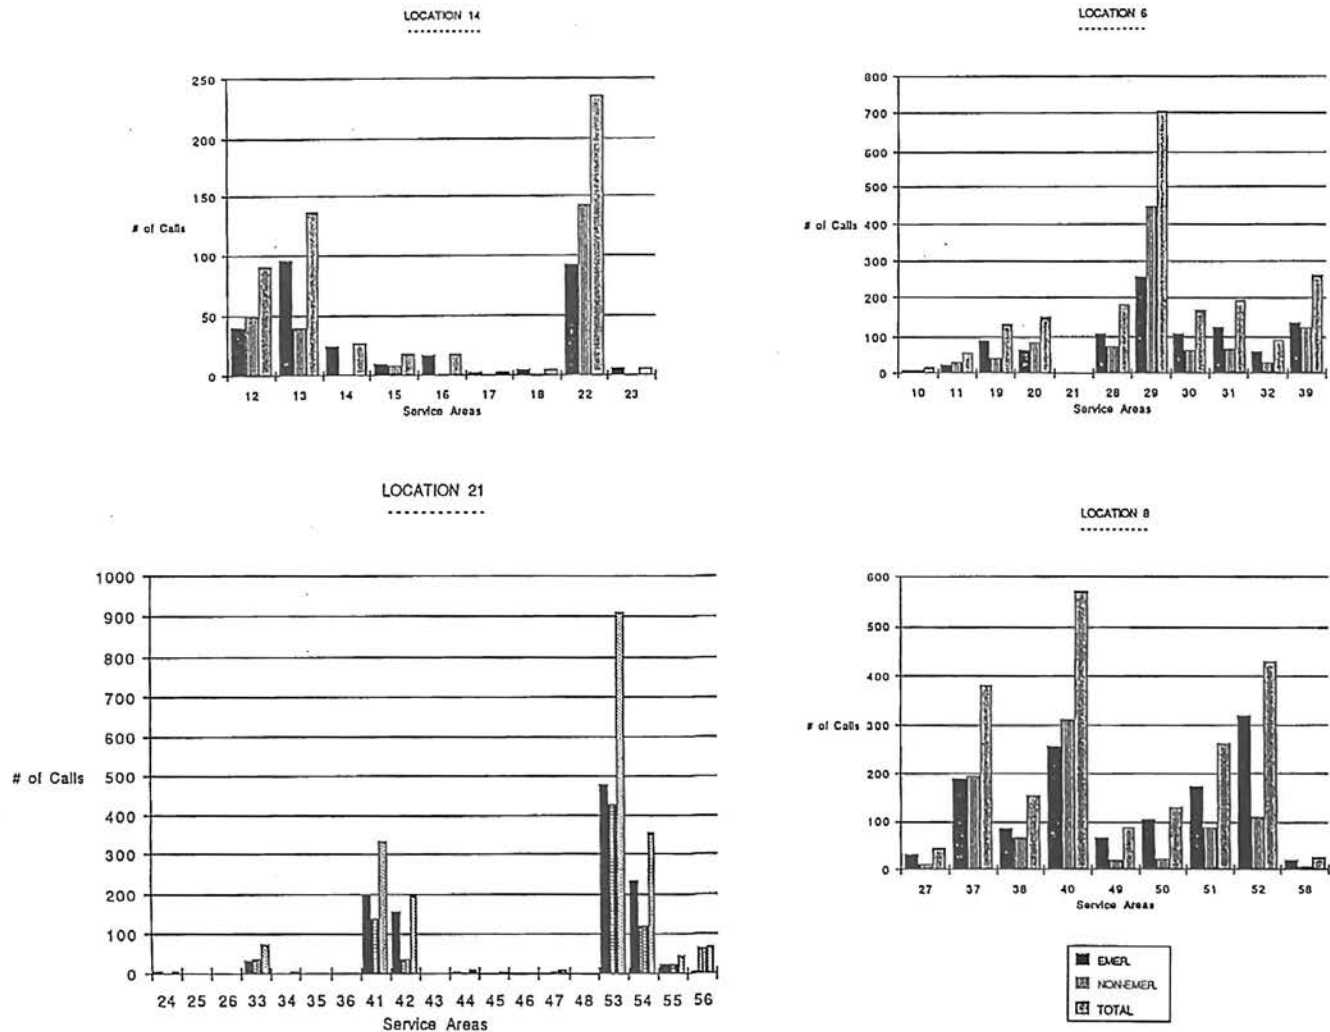 LOCATION 14
250
200
150
# of Calls
100
50
0
12 13 14 15 16 17 18 22 23
Service Areas
LOCATION 6
800
700
600
500
# of Calls
400
300
200
100
0
10 11 19 20 21 28 29 30 31 32 39
Service Areas
LOCATION 21
1000
900
800
700
600
# of Calls
500
400
300
200
100
0
24 25 26 33 34 35 36 41 42 43 44 45 46 47 48 53 54 55 56
Service Areas
LOCATION 8
600
500
400
# of Calls
300
200
100
0
27 37 38 40 49 50 51 52 58
Service Areas
EMER.
NON-EMER.
TOTAL